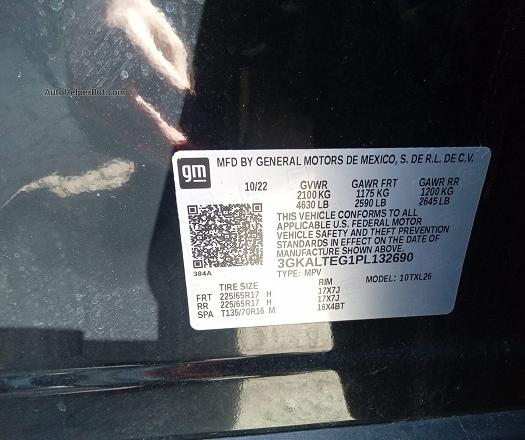 AutoHelperBot.com
gm
MFD BY GENERAL MOTORS DE MEXICO, S. DE R.L. DE C.V.
10/22 GVWR GAWR FRT GAWR RR
2100 KG 1175 KG 1200 KG
4630 LB 2590 LB 2645 LB
THIS VEHICLE CONFORMS TO ALL
APPLICABLE U.S. FEDERAL MOTOR
VEHICLE SAFETY AND THEFT PREVENTION
STANDARDS IN EFFECT ON THE DATE OF
MANUFACTURE SHOWN ABOVE.
3GKALTEG1PL132690
384A TYPE: MPV MODEL: 10TXL26
TIRE SIZE RIM
FRT 225/65R17 H 17X7J
RR 225/65R17 H 17X7J
SPA T135/70R16 M 16X4BT